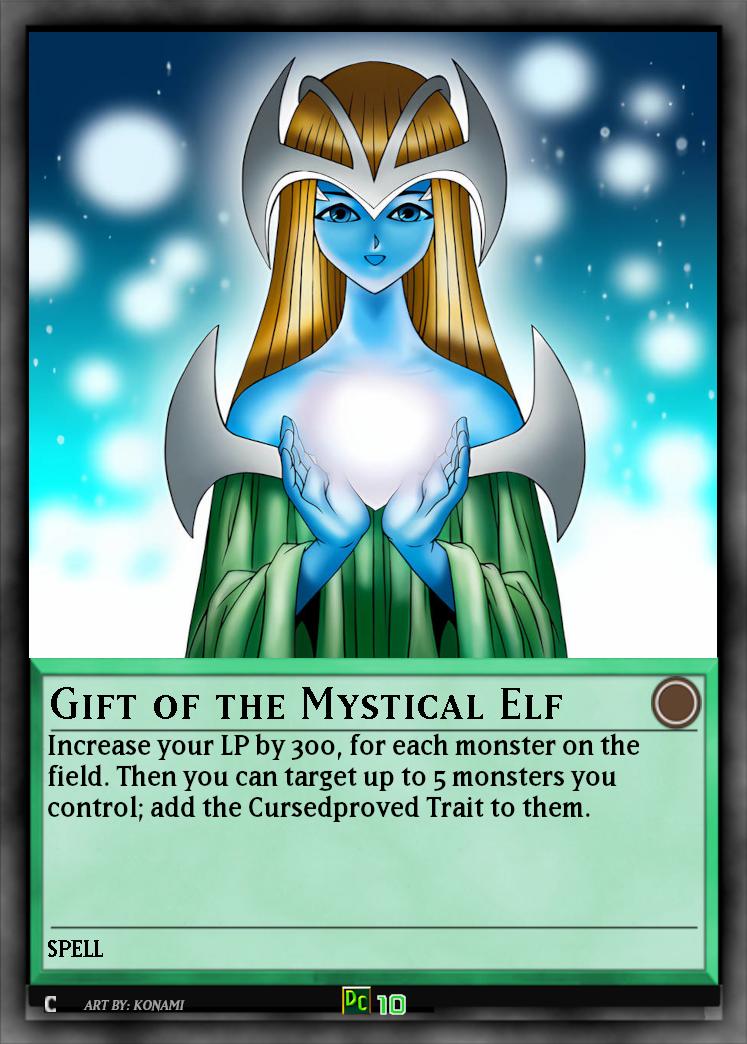 Gift of the Mystical Elf
Increase your LP by 300, for each monster on the
field. Then you can target up to 5 monsters you
control; add the Cursedproved Trait to them.
SPELL
C ART BY: KONAMI DC 10